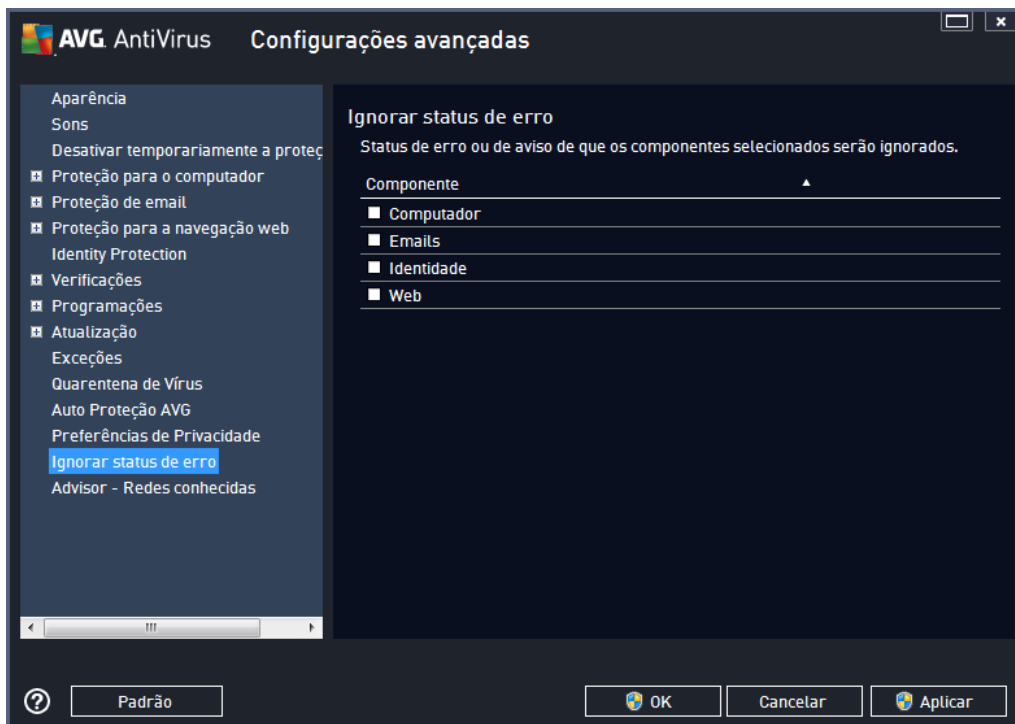 AVG. AntiVirus Configurações avançadas
Aparência
Sons
Desativar temporariamente a proteç
Proteção para o computador
Proteção de email
Proteção para a navegação web
Identity Protection
Verificações
Programações
Atualização
Exceções
Quarentena de Vírus
Auto Proteção AVG
Preferências de Privacidade
Ignorar status de erro
Advisor - Redes conhecidas
Ignorar status de erro
Status de erro ou de aviso de que os componentes selecionados serão ignorados.
Componente
Computador
Emails
Identidade
Web
Padrão
OK
Cancelar
Aplicar